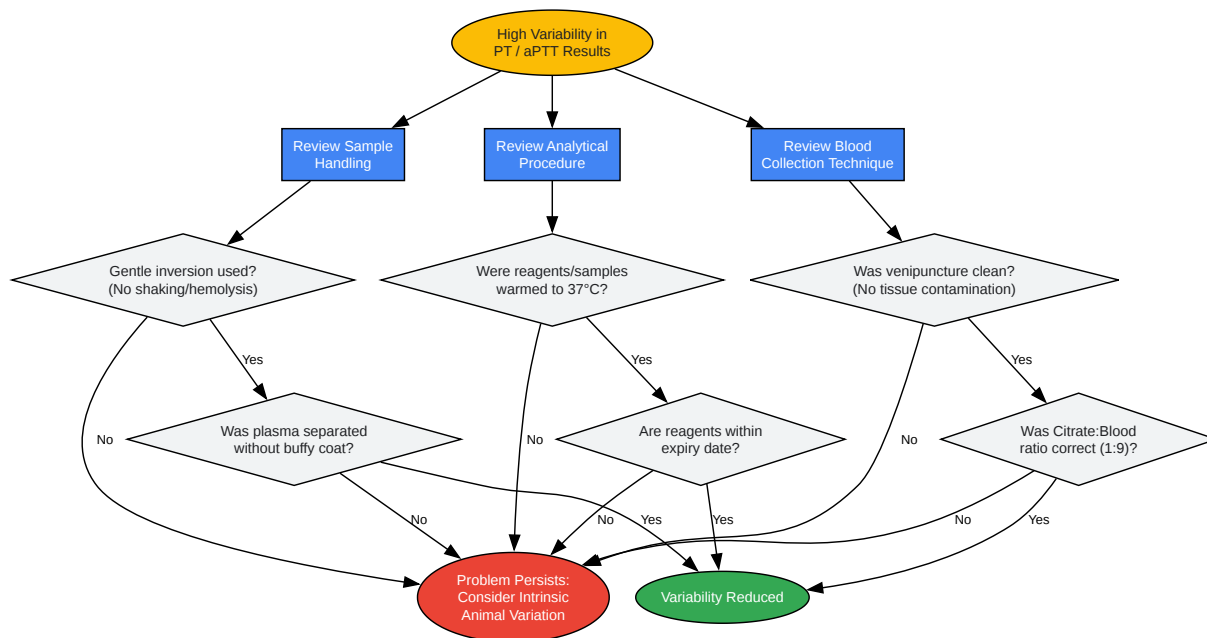 High Variability in
PT / aPTT Results
Review Sample
Handling
Review Analytical
Procedure
Review Blood
Collection Technique
Gentle inversion used?
(No shaking/hemolysis)
Were reagents/samples
warmed to 37°C?
Was venipuncture clean?
(No tissue contamination)
Yes
Yes
Yes
No
Was plasma separated
without buffy coat?
No
Are reagents within
expiry date?
No
Was Citrate:Blood
ratio correct (1:9)?
No
Yes
No
Yes
No
Yes
Problem Persists:
Consider Intrinsic
Animal Variation
Variability Reduced